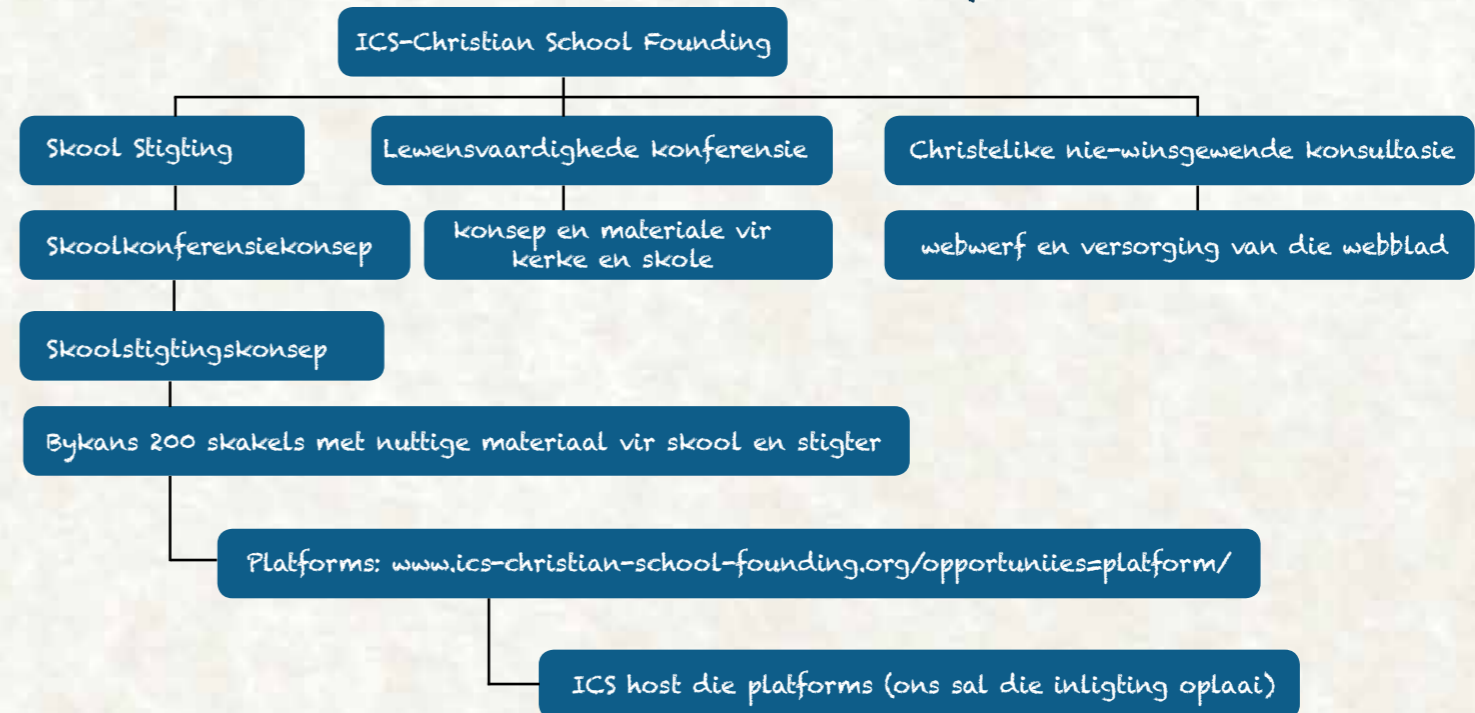 ICS-Christian School Founding
Skool Stigting
Lewensvaardighede konferensie
Christelike nie-winsgewende konsultasie
Skoolkonferensiekonsep
konsep en materiale vir
kerke en skole
webwerf en versorging van die webblad
Skoolstigtingskonsep
Bykans 200 skakels met nuttige materiaal vir skool en stigter
Platforms: www.ics-christian-school-founding.org/opportuniies=platform/
ICS host die platforms (ons sal die inligting oplaai)